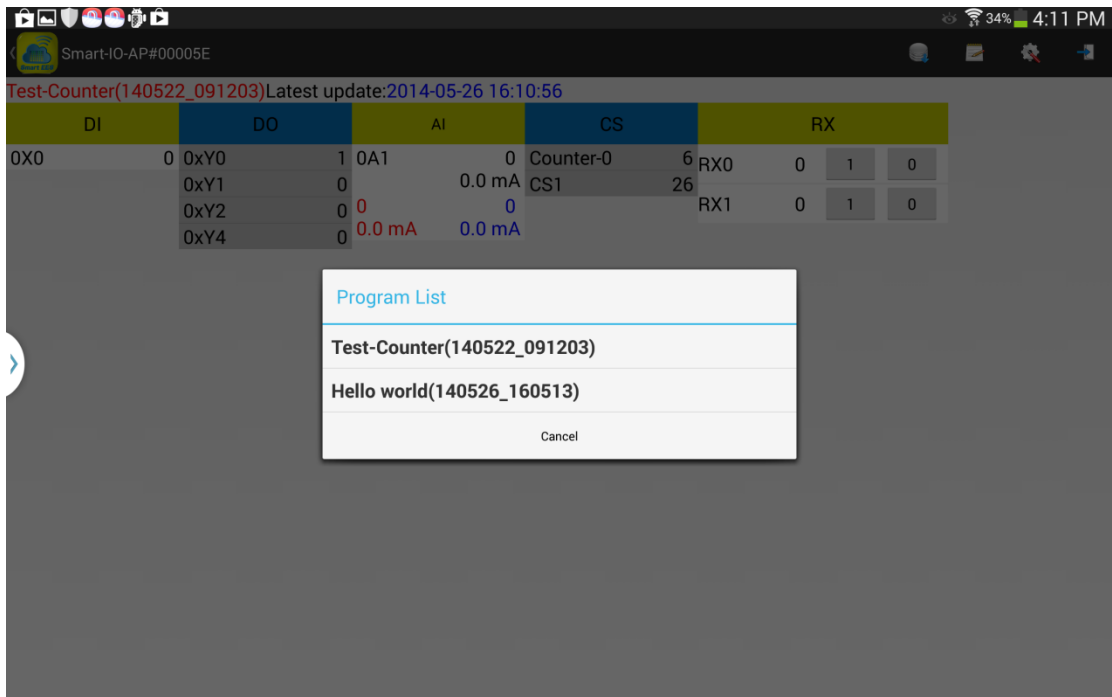 34% 4:11 PM
Smart-IO-AP#00005E
Test-Counter(140522_091203)Latest update:2014-05-26 16:10:56
DI DO AI CS RX
0X0 0 0xY0 1 0A1 0 Counter-0 6 RX0 0 1 0
0xY1 0 0.0 mA CS1 26
0xY2 0 0 0 RX1 0 1 0
0xY4 0 0.0 mA 0.0 mA
Program List
Test-Counter(140522_091203)
Hello world(140526_160513)
Cancel